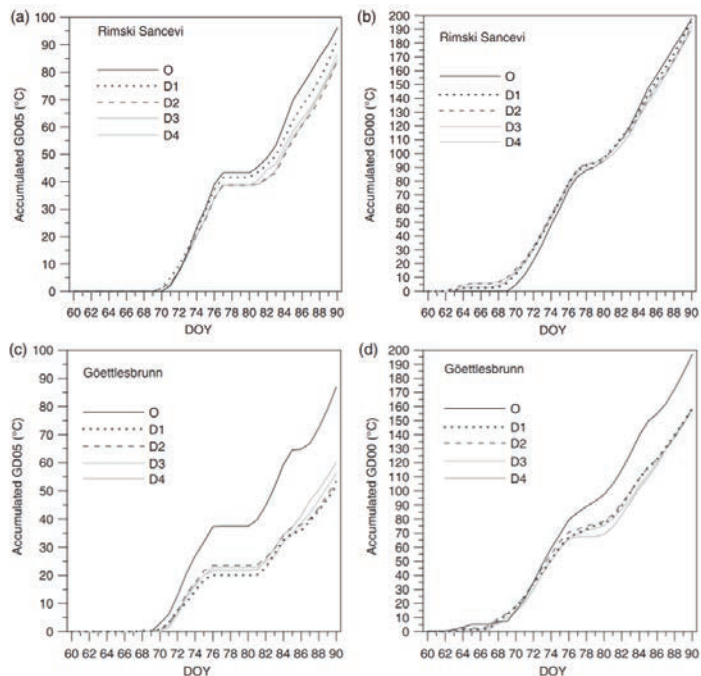 (a)
Rimski Sancevi
O
D1
D2
D3
D4
Accumulated GD05 (°C)
100
90
80
70
60
50
40
30
20
10
0
60 62 64 66 68 70 72 74 76 78 80 82 84 86 88 90
DOY
(b)
Rimski Sancevi
O
D1
D2
D3
D4
Accumulated GD00 (°C)
200
190
180
170
160
150
140
130
120
110
100
90
80
70
60
50
40
30
20
10
0
60 62 64 66 68 70 72 74 76 78 80 82 84 86 88 90
DOY
(c)
Göettlesbrunn
O
D1
D2
D3
D4
Accumulated GD05 (°C)
100
90
80
70
60
50
40
30
20
10
0
60 62 64 66 68 70 72 74 76 78 80 82 84 86 88 90
DOY
(d)
Göettlesbrunn
O
D1
D2
D3
D4
Accumulated GD00 (°C)
200
190
180
170
160
150
140
130
120
110
100
90
80
70
60
50
40
30
20
10
0
60 62 64 66 68 70 72 74 76 78 80 82 84 86 88 90
DOY